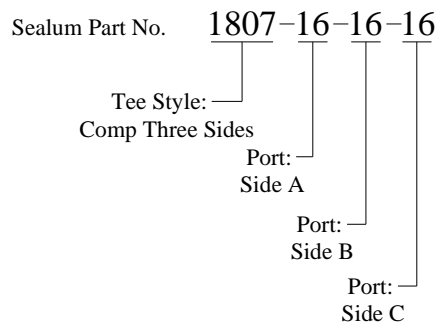 Sealum Part No. 1807-16-16-16
Tee Style:
Comp Three Sides
Port:
Side A
Port:
Side B
Port:
Side C